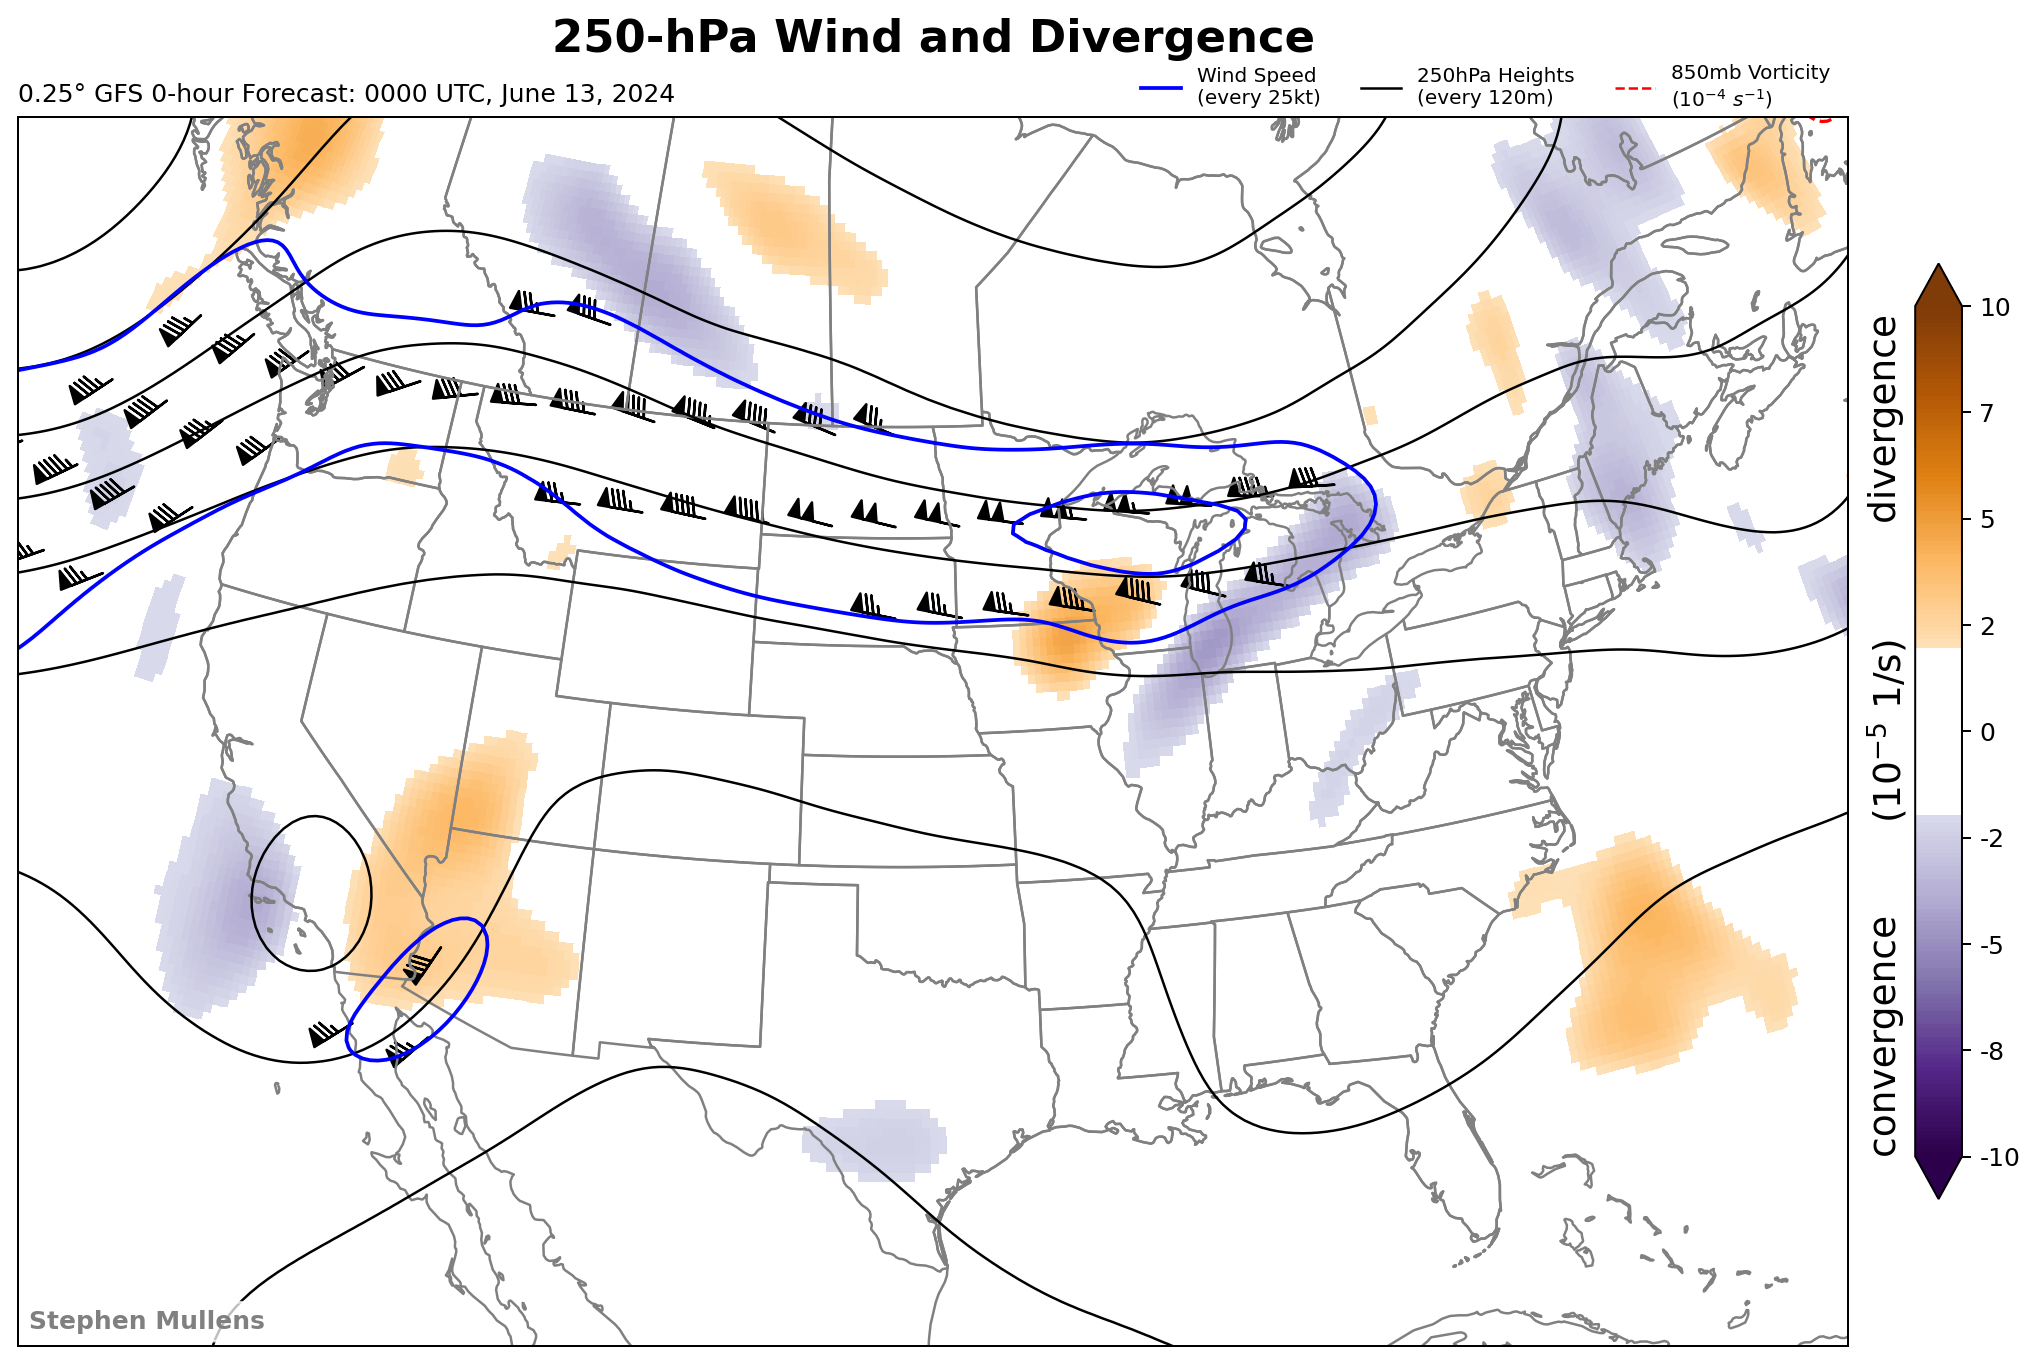 250-hPa Wind and Divergence
0.25° GFS 0-hour Forecast: 0000 UTC, June 13, 2024
Wind Speed
(every 25kt)
250hPa Heights
(every 120m)
850mb Vorticity
(10⁻⁴ s⁻¹)
10
7
5
2
0
-2
-5
-8
-10
convergence (10⁻⁵ 1/s) divergence
Stephen Mullens